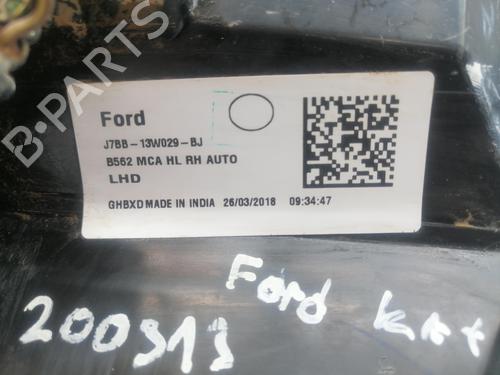 B-PARTS
Ford
J7BB-13W029-BJ
B562 MCA HL RH AUTO
LHD
GHBXD MADE IN INDIA 26/03/2018 09:34:47
Ford
200313